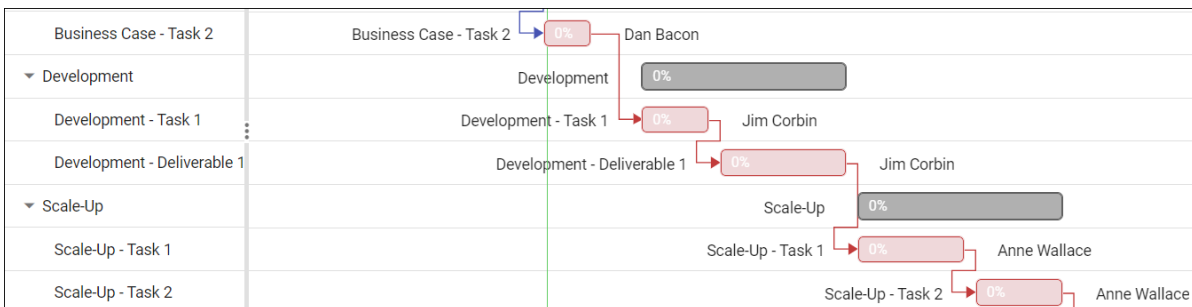 Business Case - Task 2 Business Case - Task 2 0% Dan Bacon
Development Development 0%
Development - Task 1 Development - Task 1 0% Jim Corbin
Development - Deliverable 1 Development - Deliverable 1 0% Jim Corbin
Scale-Up Scale-Up 0%
Scale-Up - Task 1 Scale-Up - Task 1 0% Anne Wallace
Scale-Up - Task 2 Scale-Up - Task 2 0% Anne Wallace